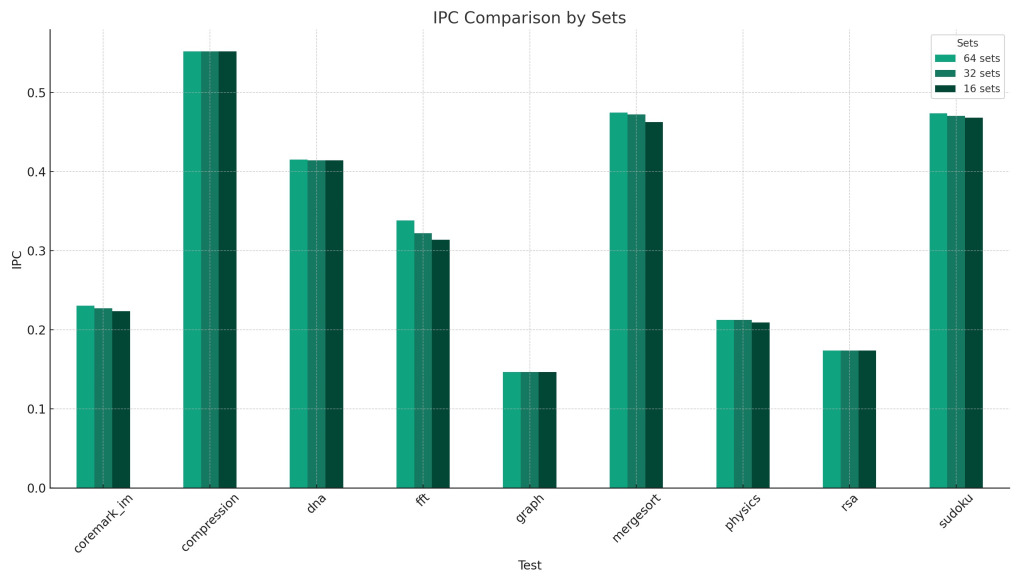 IPC Comparison by Sets
Sets
64 sets
32 sets
16 sets
IPC
0.5
0.4
0.3
0.2
0.1
0.0
coremark_im
compression
dna
fft
graph
mergesort
physics
rsa
sudoku
Test